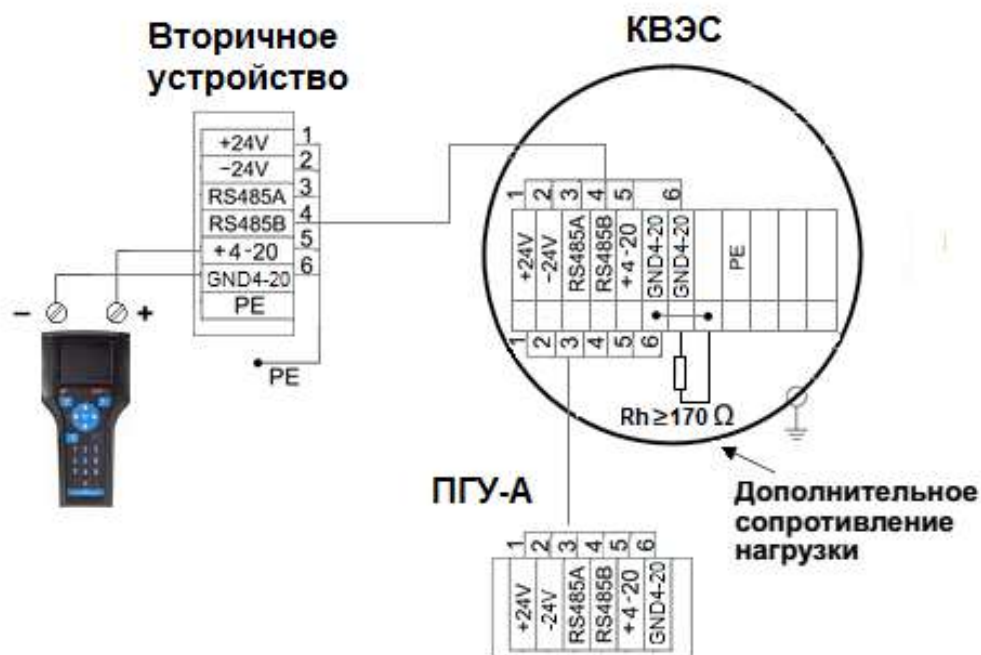 Вторичное
устройство
КВЭС
+24V 1
−24V 2
RS485A 3
RS485B 4
+4-20 5
GND4-20 6
PE
PE
− +
1 2 3 4 5 6
+24V
−24V
RS485A
RS485B
+4-20
GND4-20
GND4-20
PE
1 2 3 4 5 6
Rh≥170 Ω
ПГУ-А
Дополнительное
сопротивление
нагрузки
1 2 3 4 5 6
+24V
-24V
RS485A
RS485B
+4-20
GND4-20